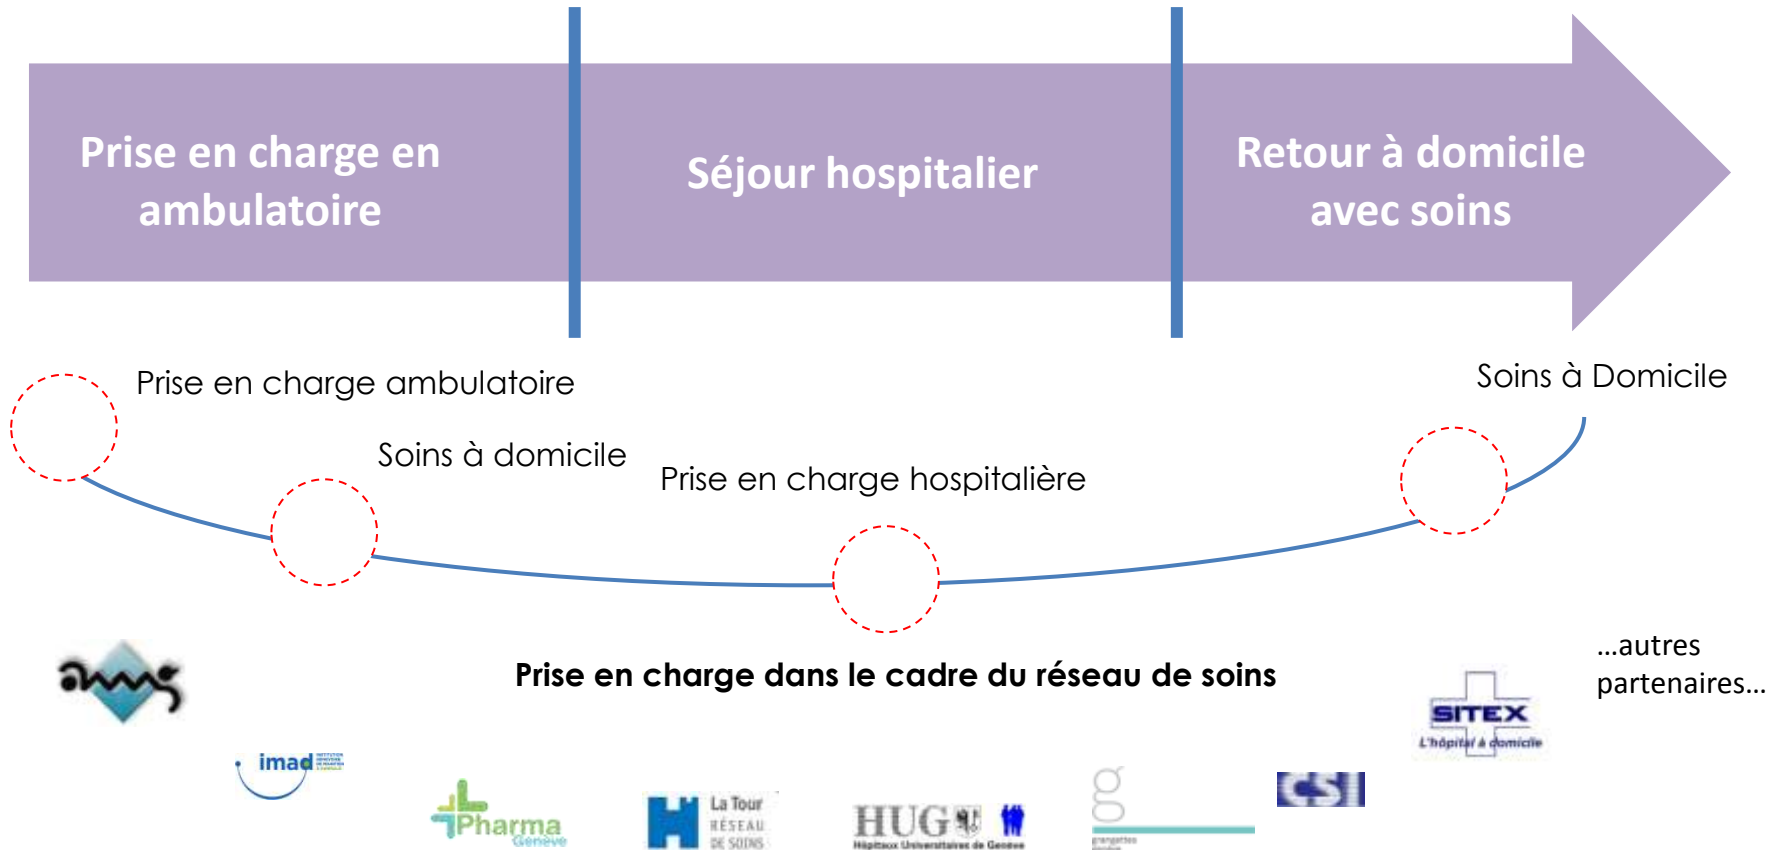 Prise en charge en
ambulatoire
Séjour hospitalier
Retour à domicile
avec soins
Prise en charge ambulatoire
Soins à Domicile
Soins à domicile
Prise en charge hospitalière
Prise en charge dans le cadre du réseau de soins
...autres
partenaires...
SITEX
L'hôpital à domicile
imad
Pharma
Genève
La Tour
RÉSEAU
DE SOINS
HUG
Hôpitaux Universitaires de Genève
g
grangettes
CSI